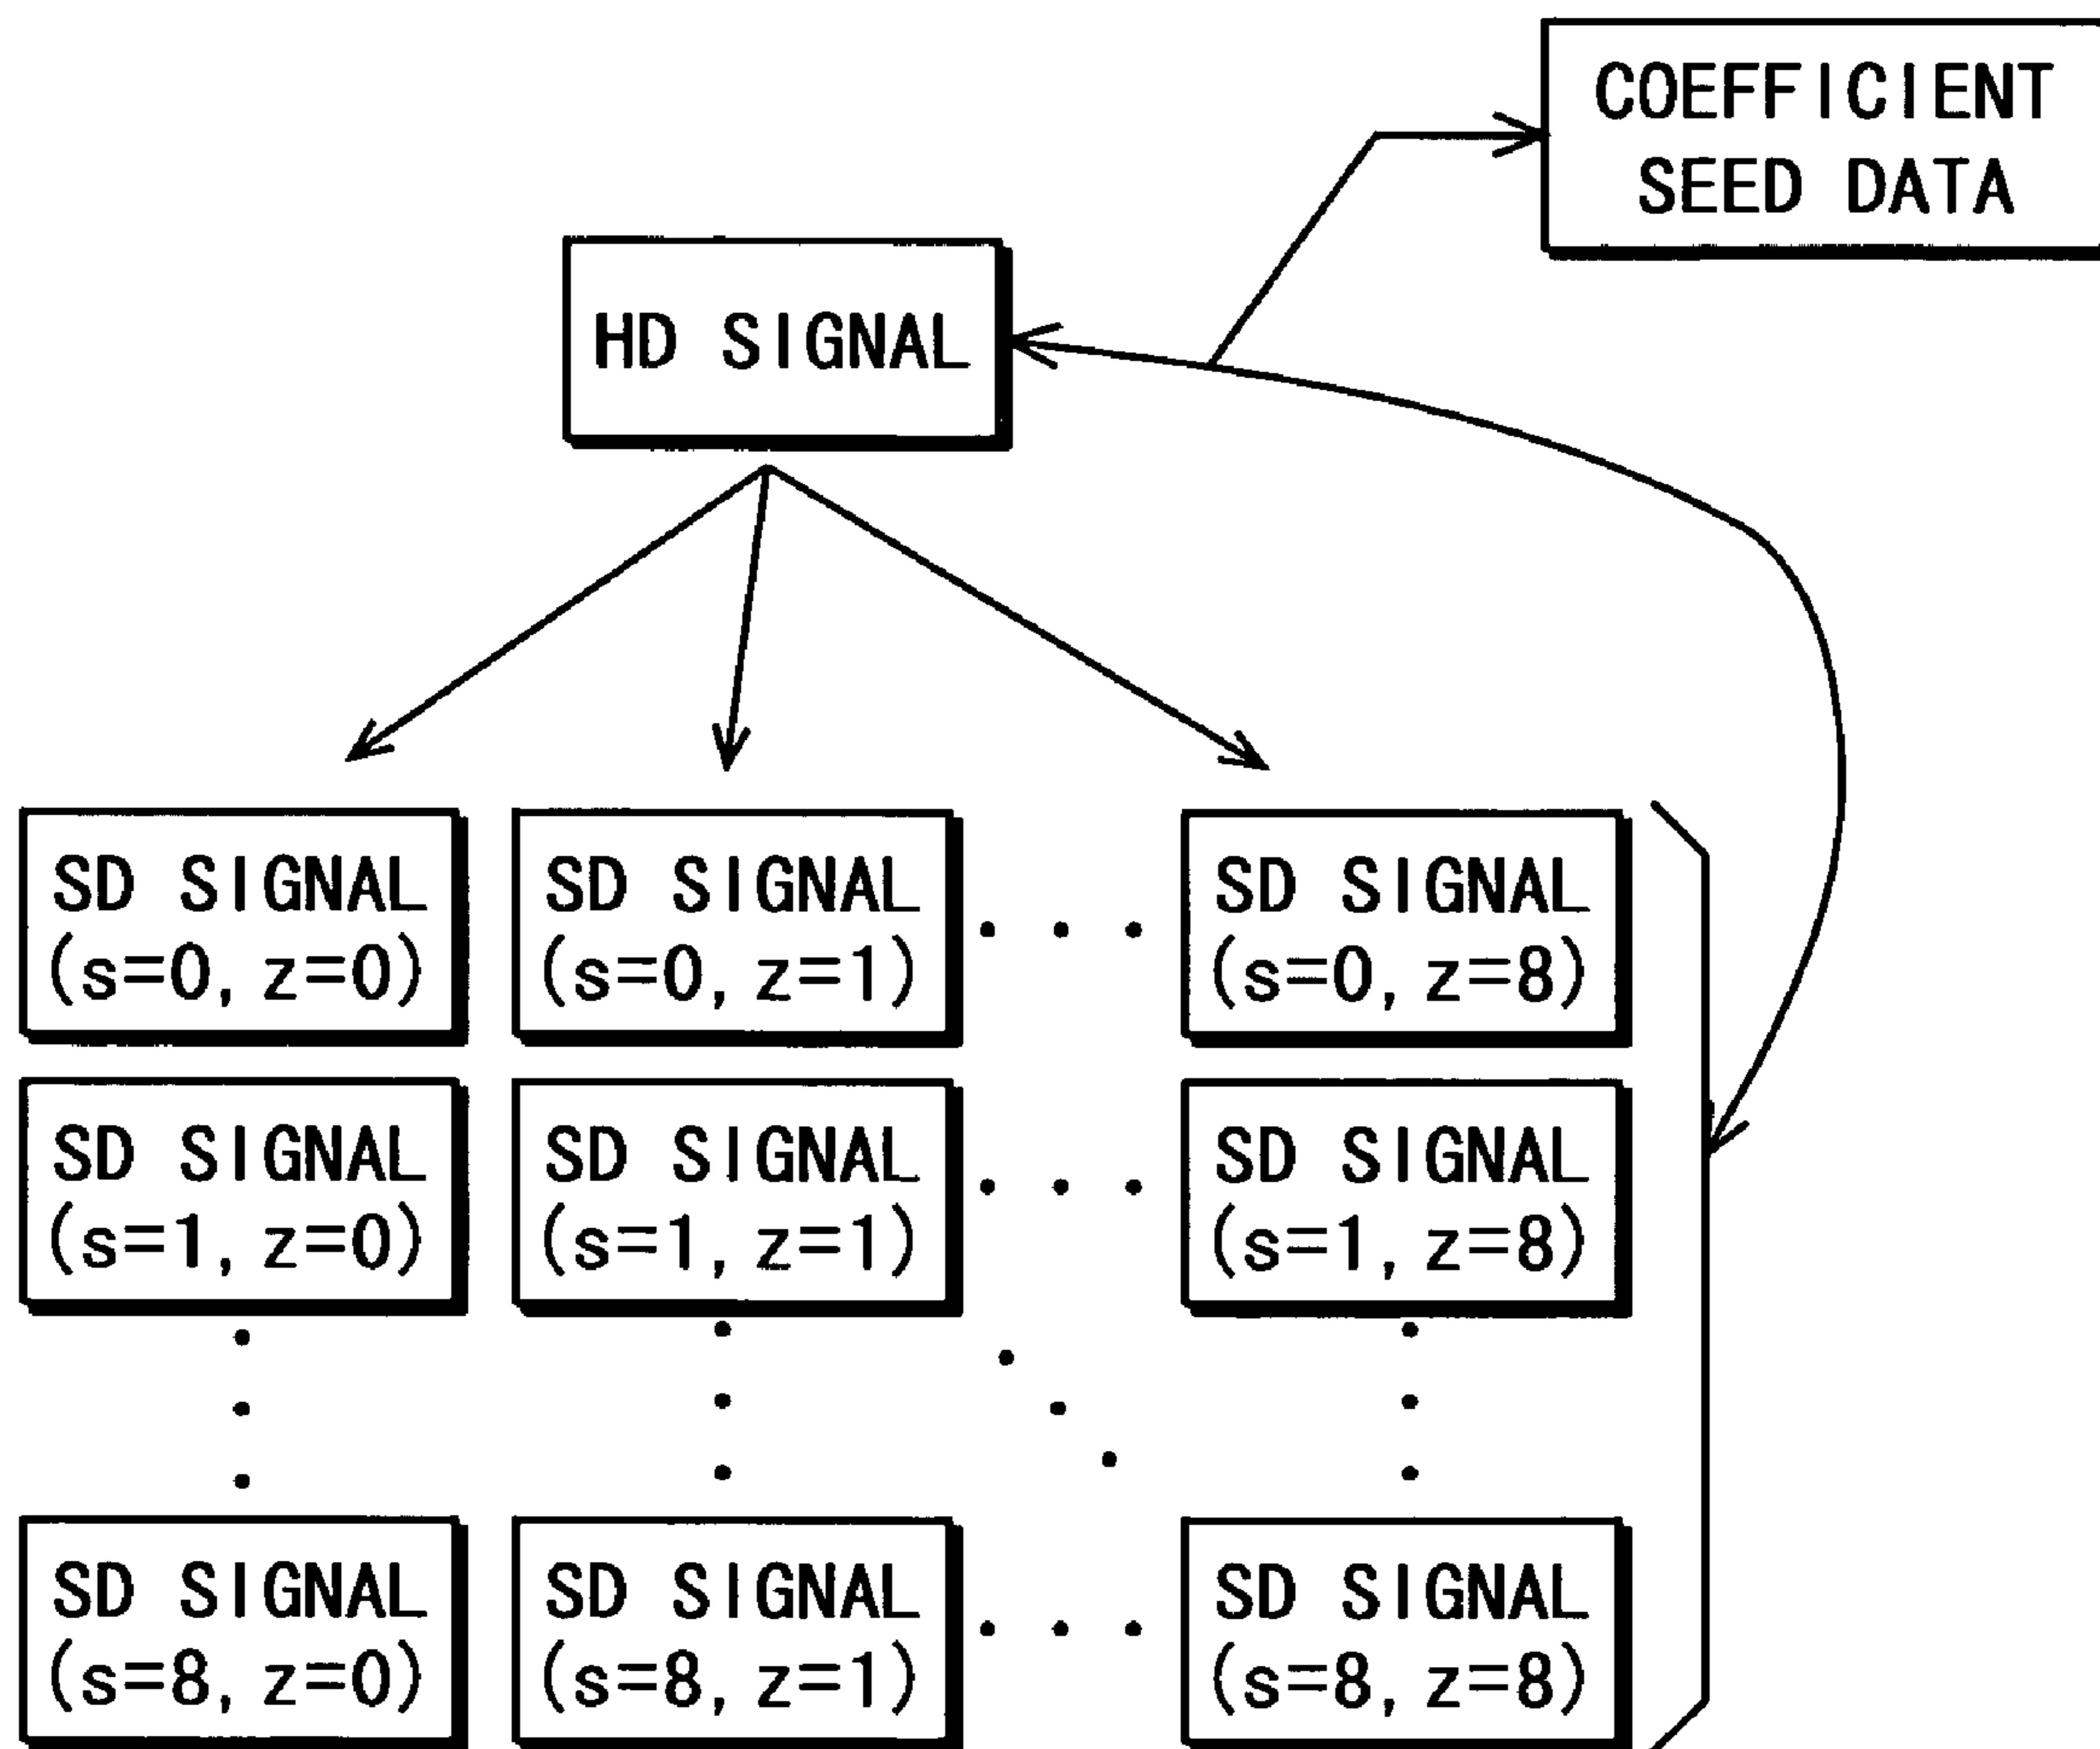 COEFFICIENT
SEED DATA
HD SIGNAL
SD SIGNAL
(s=0, z=0)
SD SIGNAL
(s=0, z=1)
SD SIGNAL
(s=0, z=8)
SD SIGNAL
(s=1, z=0)
SD SIGNAL
(s=1, z=1)
SD SIGNAL
(s=1, z=8)
SD SIGNAL
(s=8, z=0)
SD SIGNAL
(s=8, z=1)
SD SIGNAL
(s=8, z=8)